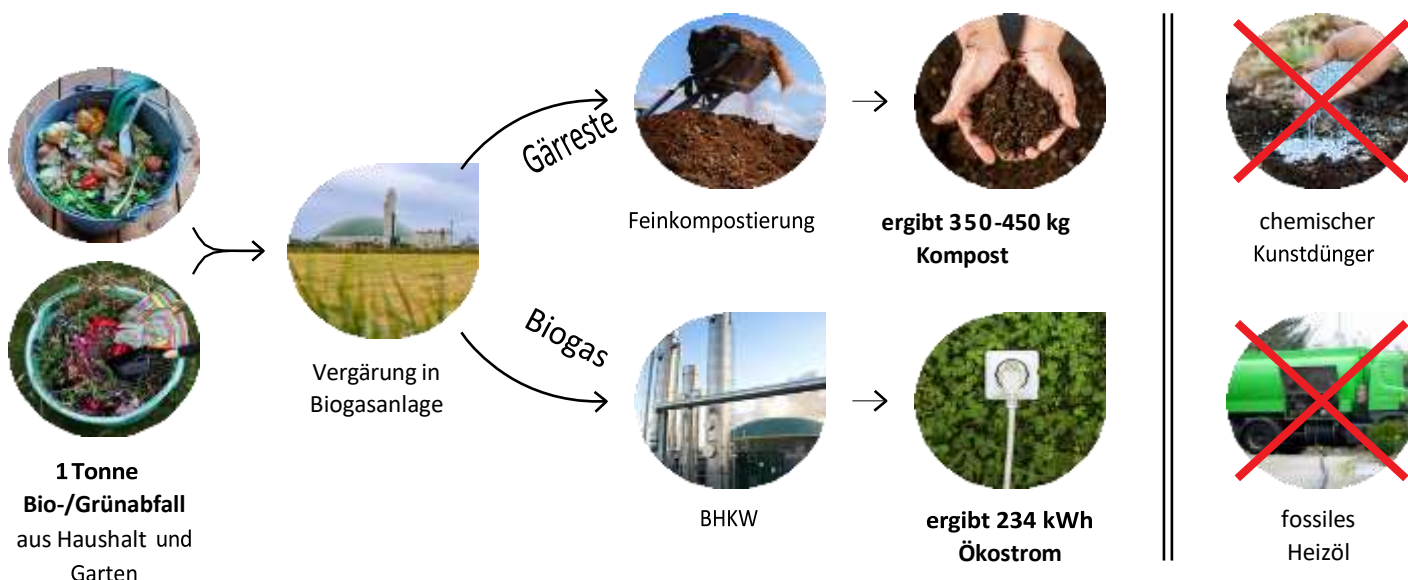 1 Tonne
Bio-/Grünabfall
aus Haushalt und
Garten
Vergärung in
Biogasanlage
Gärreste
Feinkompostierung
ergibt 350-450 kg
Kompost
Biogas
BHKW
ergibt 234 kWh
Ökostrom
chemischer
Kunstdünger
fossiles
Heizöl